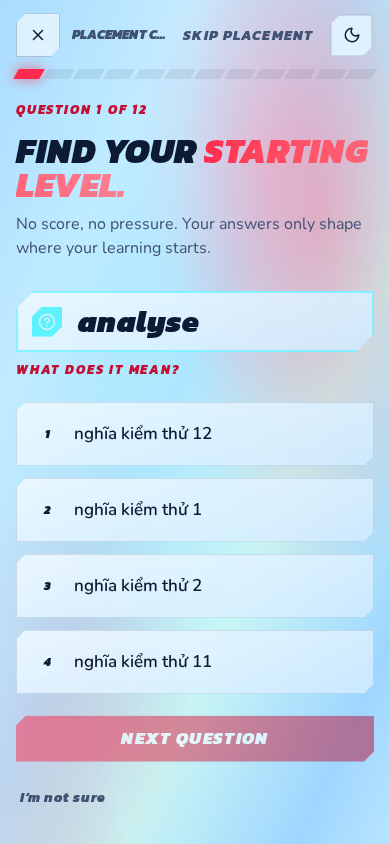 PLACEMENT C...
SKIP PLACEMENT
QUESTION 1 OF 12
FIND YOUR STARTING
LEVEL.
No score, no pressure. Your answers only shape
where your learning starts.
analyse
WHAT DOES IT MEAN?
1 nghĩa kiểm thử 12
2 nghĩa kiểm thử 1
3 nghĩa kiểm thử 2
4 nghĩa kiểm thử 11
NEXT QUESTION
I'm not sure